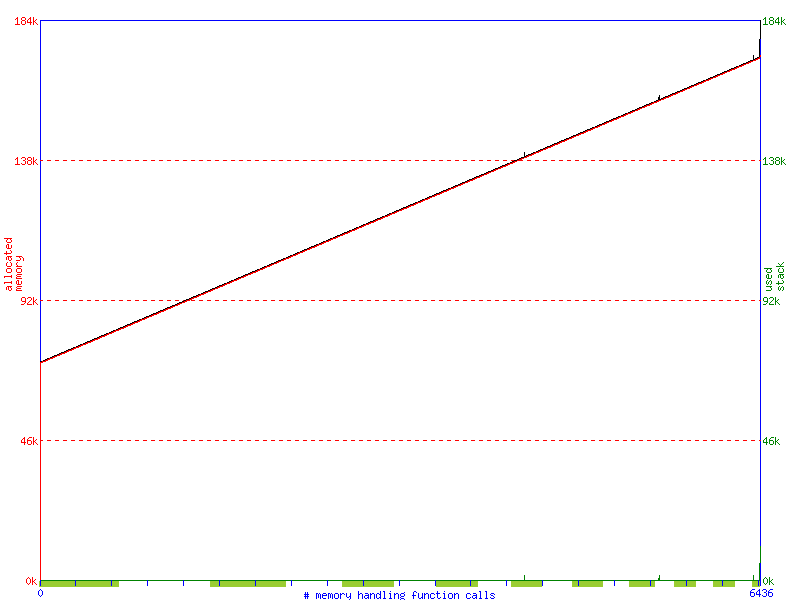 184k
184k
138k
138k
allocated
memory
used
stack
92k
92k
46k
46k
0k
0k
0
# memory handling function calls
6436